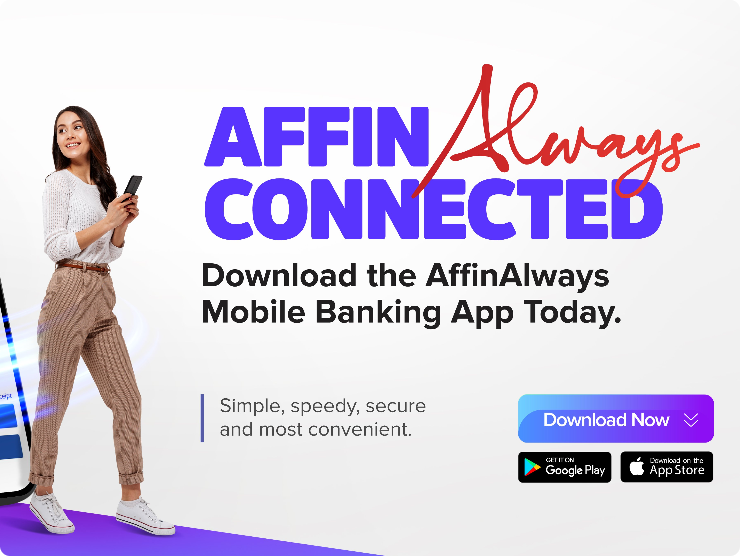 AFFIN Always
CONNECTED
Download the AffinAlways
Mobile Banking App Today.
Simple, speedy, secure
and most convenient.
Download Now
GET IT ON
Google Play
Download on the
App Store